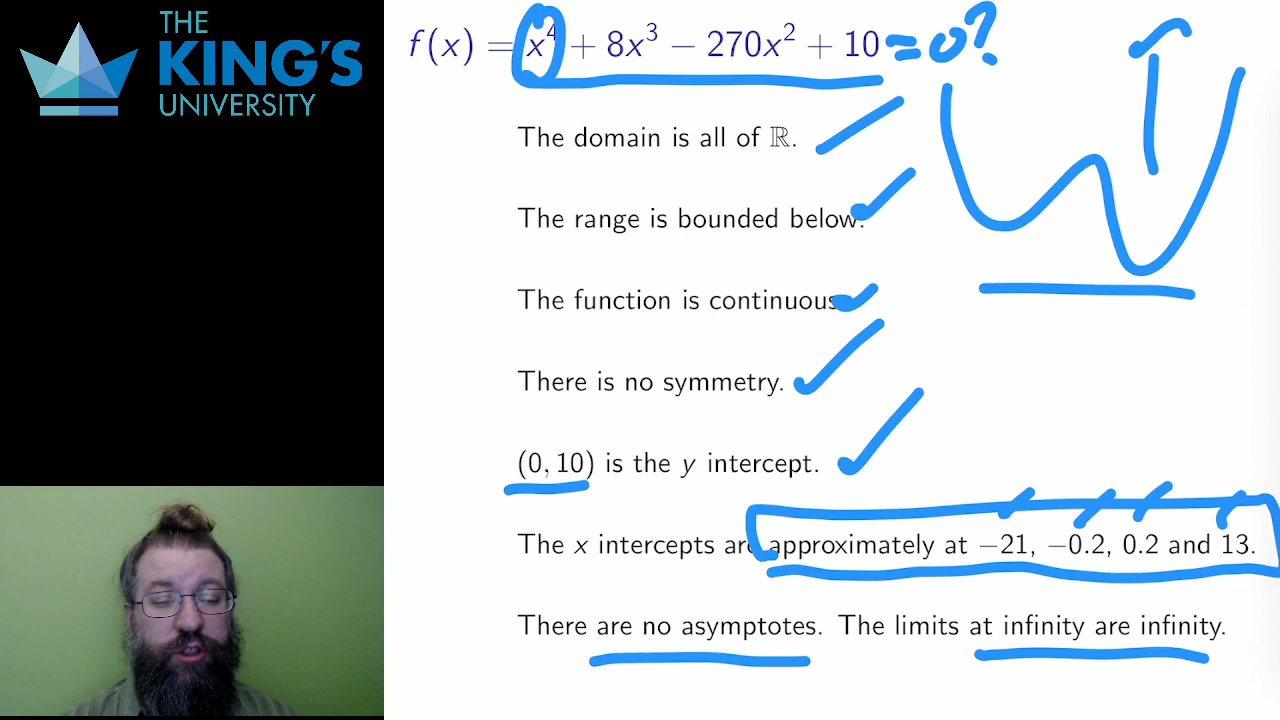 THE
KING'S
UNIVERSITY
f(x) = x⁴ + 8x³ − 270x² + 10 = 0?
The domain is all of ℝ.
The range is bounded below.
The function is continuous
There is no symmetry.
(0, 10) is the y intercept.
The x intercepts are approximately at −21, −0.2, 0.2 and 13.
There are no asymptotes. The limits at infinity are infinity.